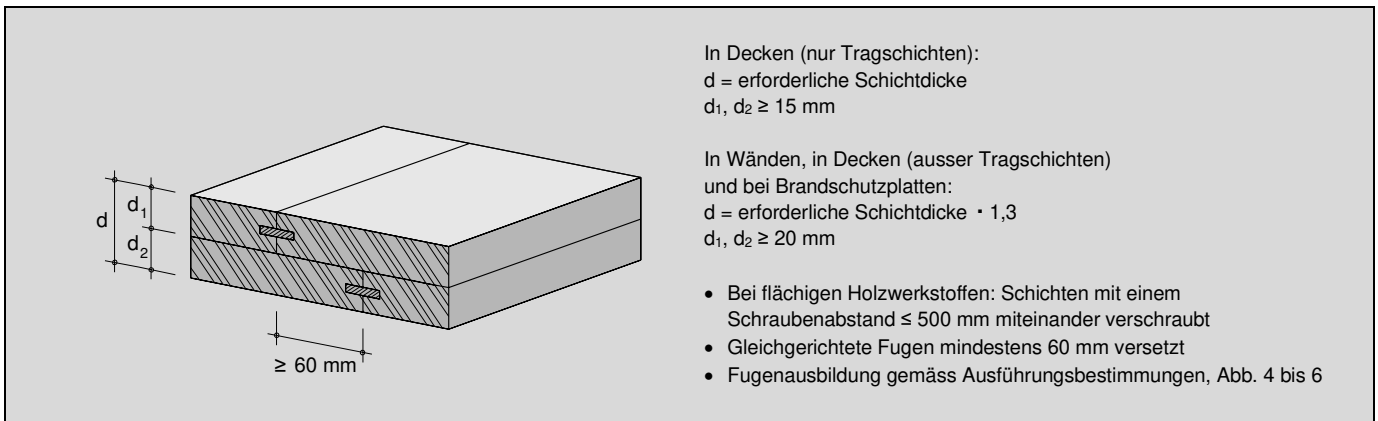 In Decken (nur Tragschichten):
d = erforderliche Schichtdicke
d₁, d₂ ≥ 15 mm
In Wänden, in Decken (ausser Tragschichten)
und bei Brandschutzplatten:
d = erforderliche Schichtdicke · 1,3
d₁, d₂ ≥ 20 mm
• Bei flächigen Holzwerkstoffen: Schichten mit einem
Schraubenabstand ≤ 500 mm miteinander verschraubt
• Gleichgerichtete Fugen mindestens 60 mm versetzt
• Fugenausbildung gemäss Ausführungsbestimmungen, Abb. 4 bis 6
d
d₁
d₂
≥ 60 mm